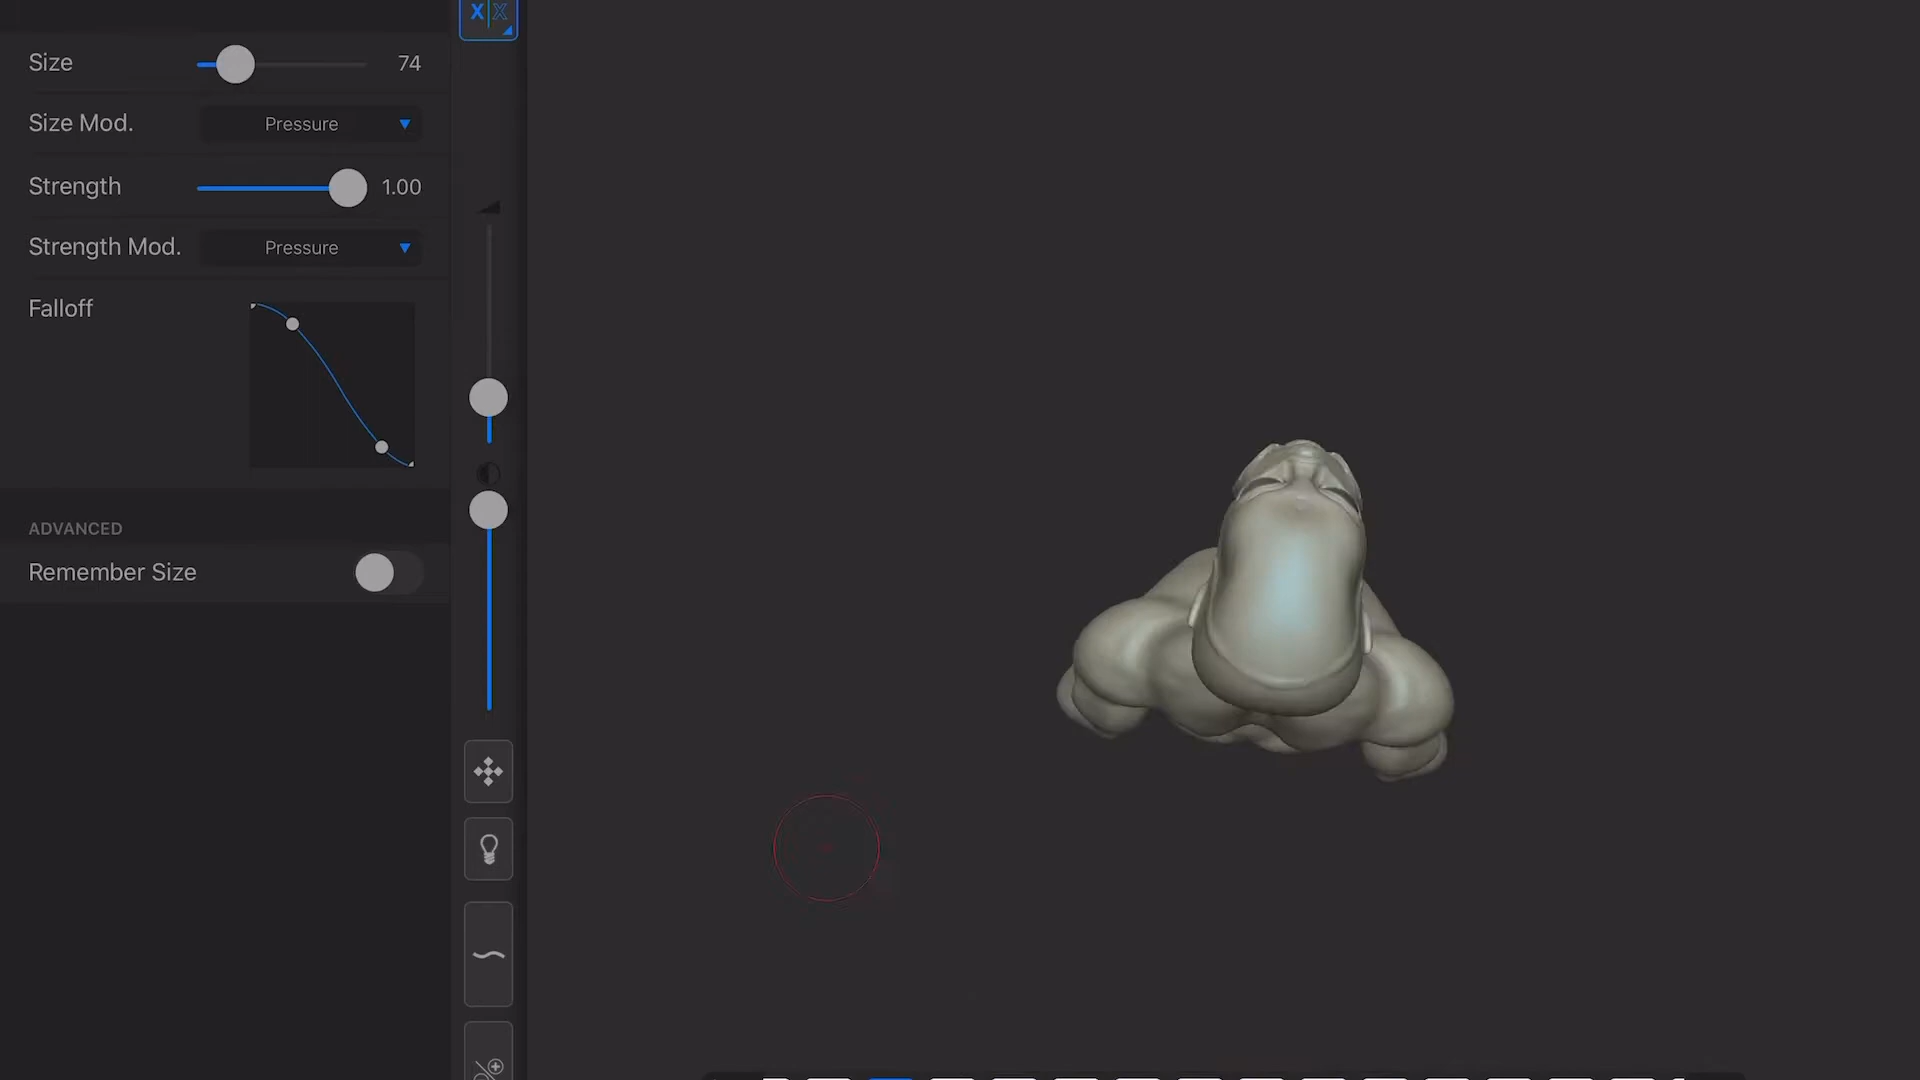 X|X
Size 74
Size Mod. Pressure
Strength 1.00
Strength Mod. Pressure
Falloff
ADVANCED
Remember Size